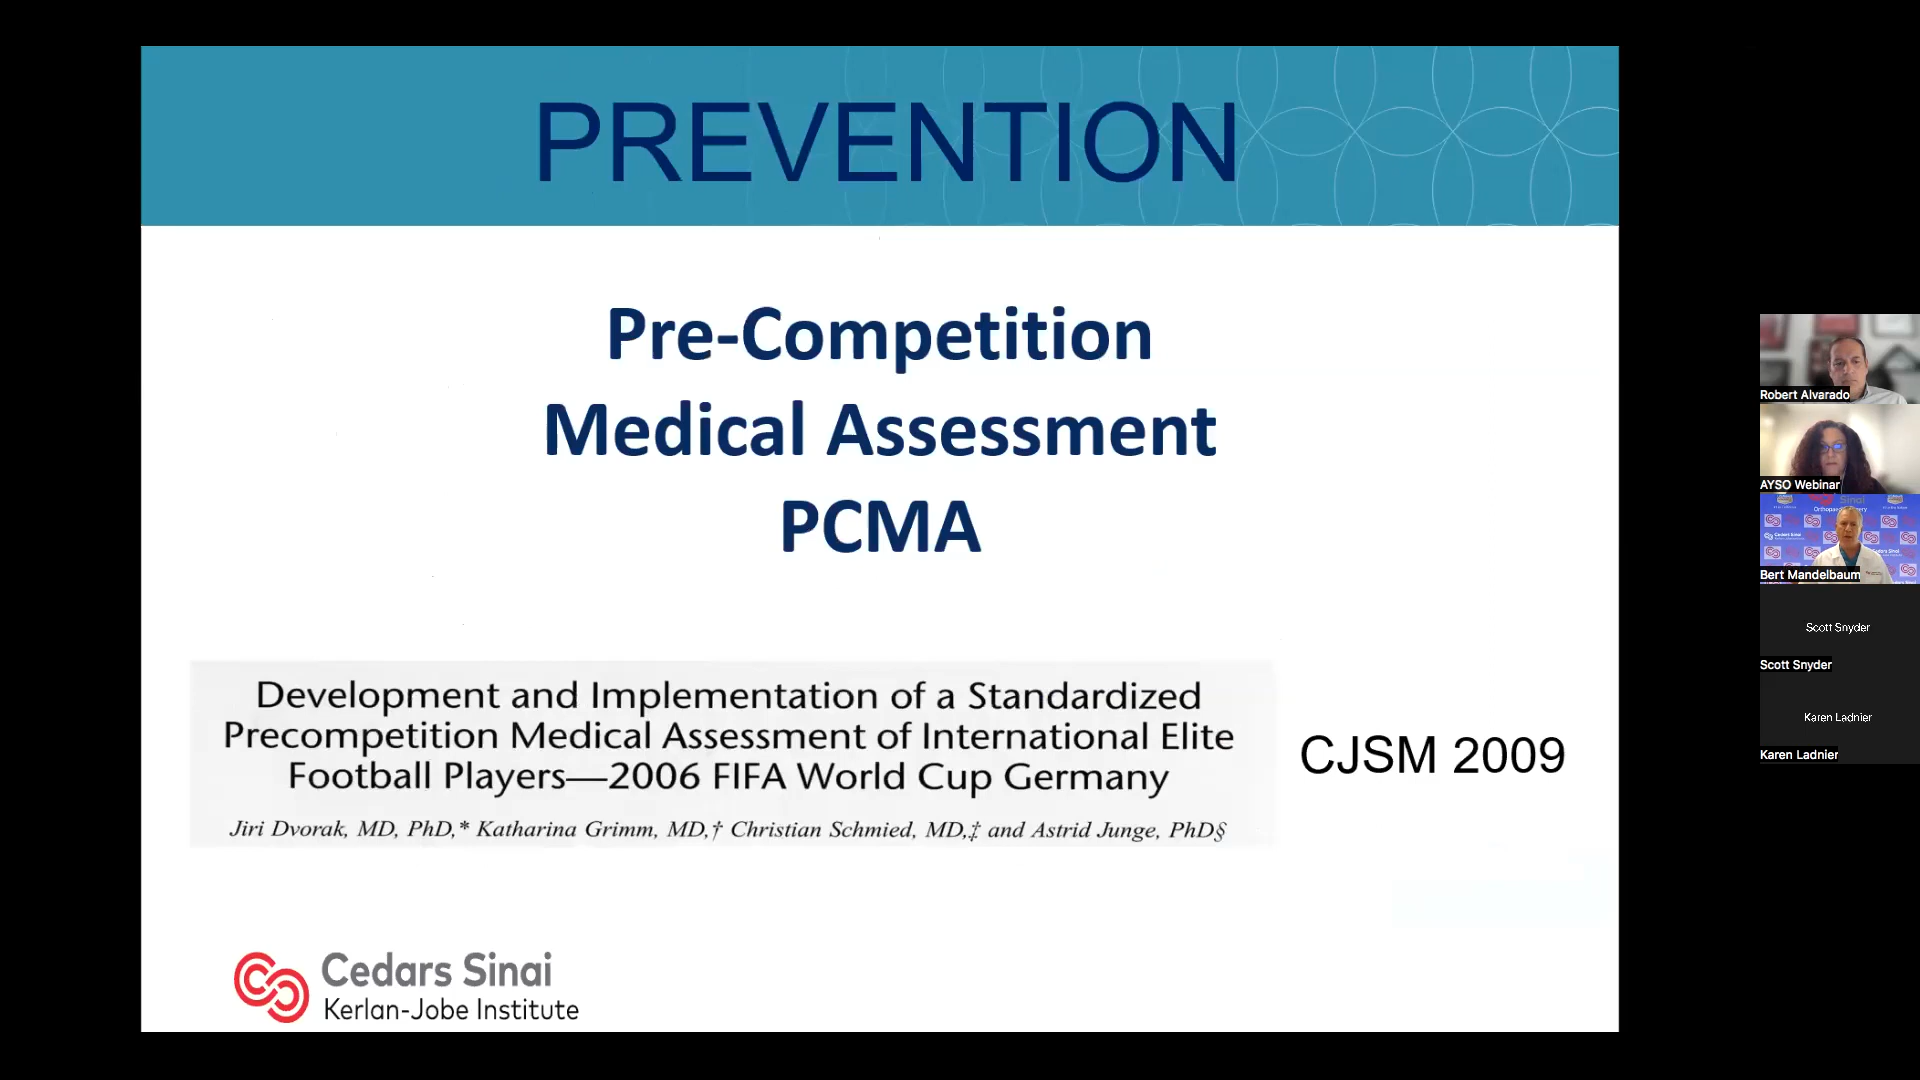 PREVENTION
Pre-Competition
Medical Assessment
PCMA
Development and Implementation of a Standardized
Precompetition Medical Assessment of International Elite
Football Players—2006 FIFA World Cup Germany
Jiri Dvorak, MD, PhD,* Katharina Grimm, MD,† Christian Schmied, MD,‡ and Astrid Junge, PhD§
CJSM 2009
Cedars Sinai
Kerlan-Jobe Institute
Robert Alvarado
AYSO Webinar
Sinai
Bert Mandelbaum
Scott Snyder
Scott Snyder
Karen Ladnier
Karen Ladnier